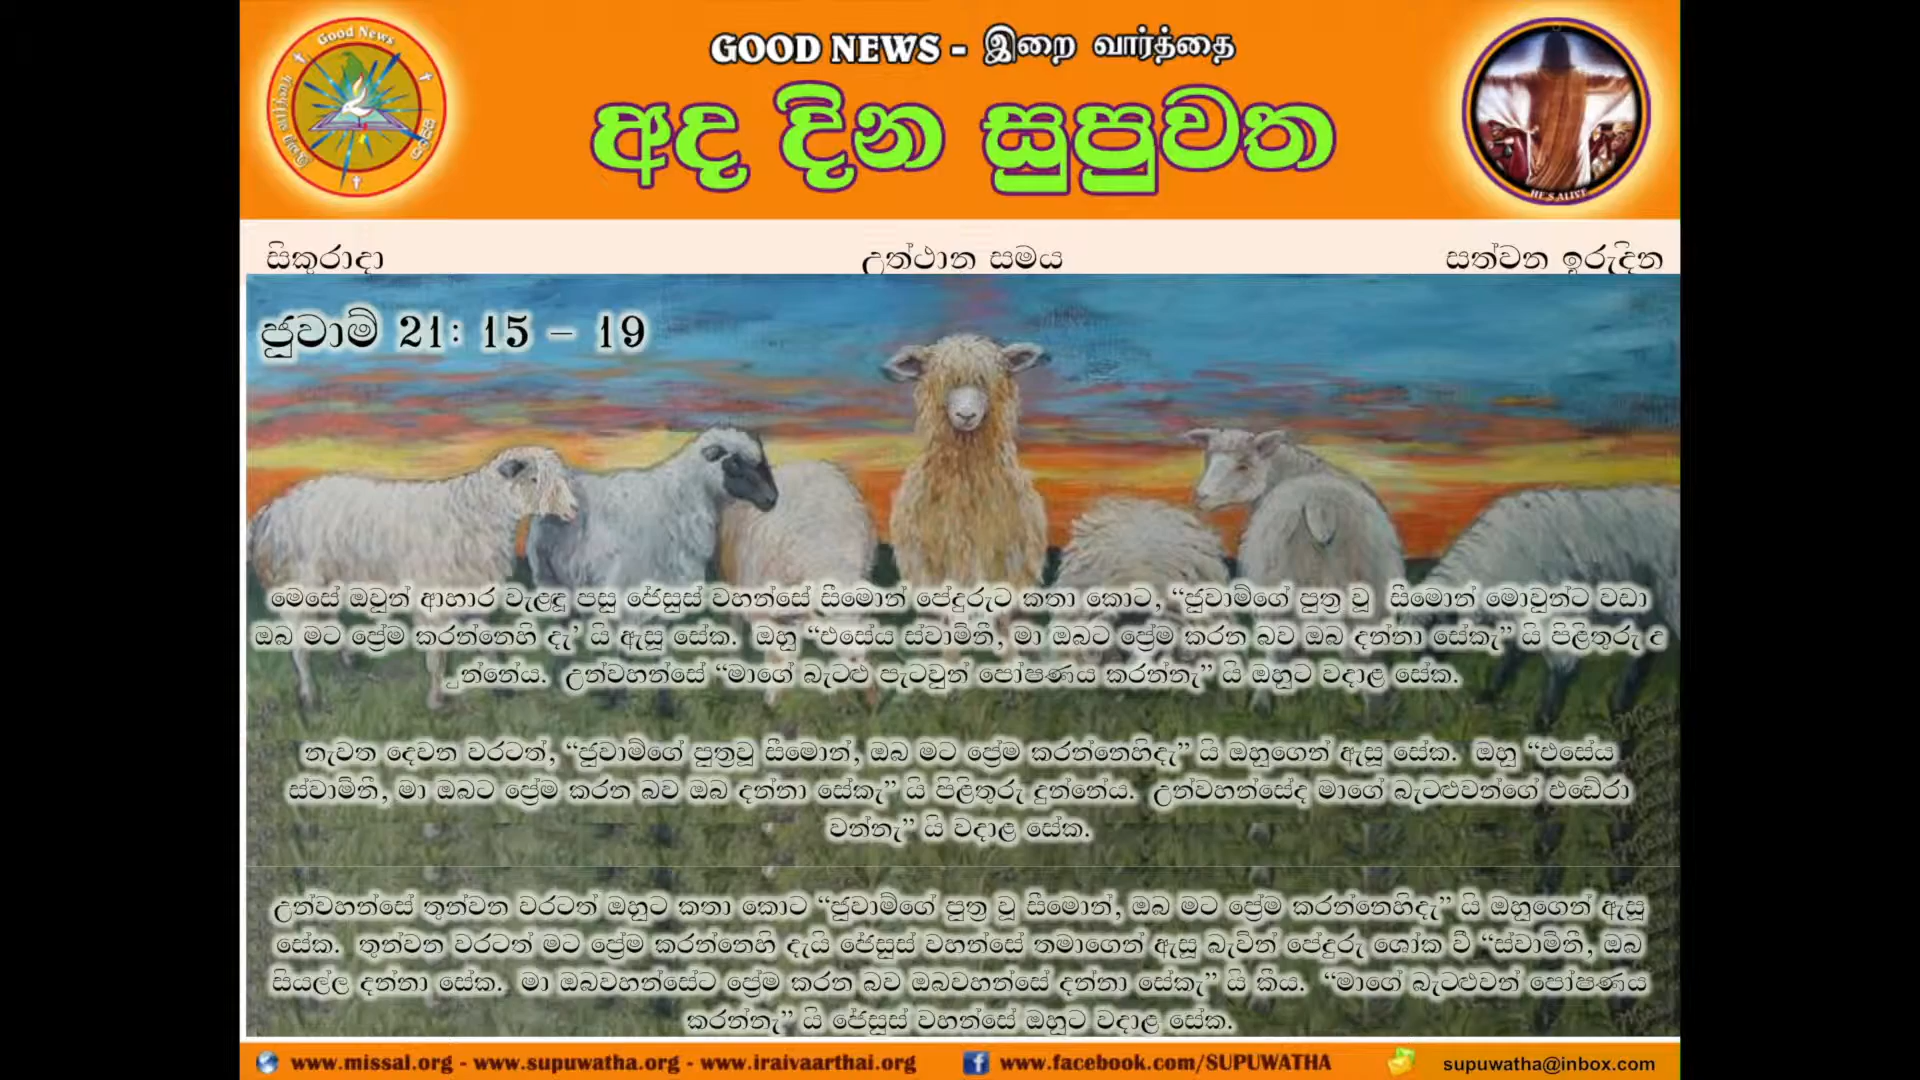 Good News
GOOD NEWS - இறை வார்த்தை
අද දින සුපුවත
HE'S ALIVE
සිකුරාදා උත්ථාන සමය සත්වන ඉරුදින
ජුවාම් 21: 15 – 19
මෙසේ ඔවුන් ආහාර වැළඳූ පසු ජේසුස් වහන්සේ සීමොන් පේදුරුට කතා කොට, “ජුවාම්ගේ පුත්‍ර වූ සීමොන් මොවුන්ට වඩා
ඔබ මට ප්‍රේම කරන්නෙහි දැ’ යි ඇසූ සේක. ඔහු “එසේය ස්වාමිනී, මා ඔබට ප්‍රේම කරන බව ඔබ දන්නා සේකැ” යි පිළිතුරු ද
ුන්නේය. උන්වහන්සේ “මාගේ බැටළු පැටවුන් පෝෂණය කරන්නැ” යි ඔහුට වදාළ සේක.
නැවත දෙවන වරටත්, “ජුවාම්ගේ පුත්‍රවූ සීමොන්, ඔබ මට ප්‍රේම කරන්නෙහිදැ” යි ඔහුගෙන් ඇසූ සේක. ඔහු “එසේය
ස්වාමිනී, මා ඔබට ප්‍රේම කරන බව ඔබ දන්නා සේකැ” යි පිළිතුරු දුන්නේය. උන්වහන්සේද මාගේ බැටළුවන්ගේ එඬේරා
වන්නැ” යි වදාළ සේක.
උන්වහන්සේ තුන්වන වරටත් ඔහුට කතා කොට “ජුවාම්ගේ පුත්‍ර වූ සීමොන්, ඔබ මට ප්‍රේම කරන්නෙහිදැ” යි ඔහුගෙන් ඇසූ
සේක. තුන්වන වරටත් මට ප්‍රේම කරන්නෙහි දැයි ජේසුස් වහන්සේ තමාගෙන් ඇසූ බැවින් පේදුරු ශෝක වී “ස්වාමිනී, ඔබ
සියල්ල දන්නා සේක. මා ඔබවහන්සේට ප්‍රේම කරන බව ඔබවහන්සේ දන්නා සේකැ” යි කීය. “මාගේ බැටළුවන් පෝෂණය
කරන්නැ” යි ජේසුස් වහන්සේ ඔහුට වදාළ සේක.
www.missal.org - www.supuwatha.org - www.iraivaarthai.org www.facebook.com/SUPUWATHA supuwatha@inbox.com